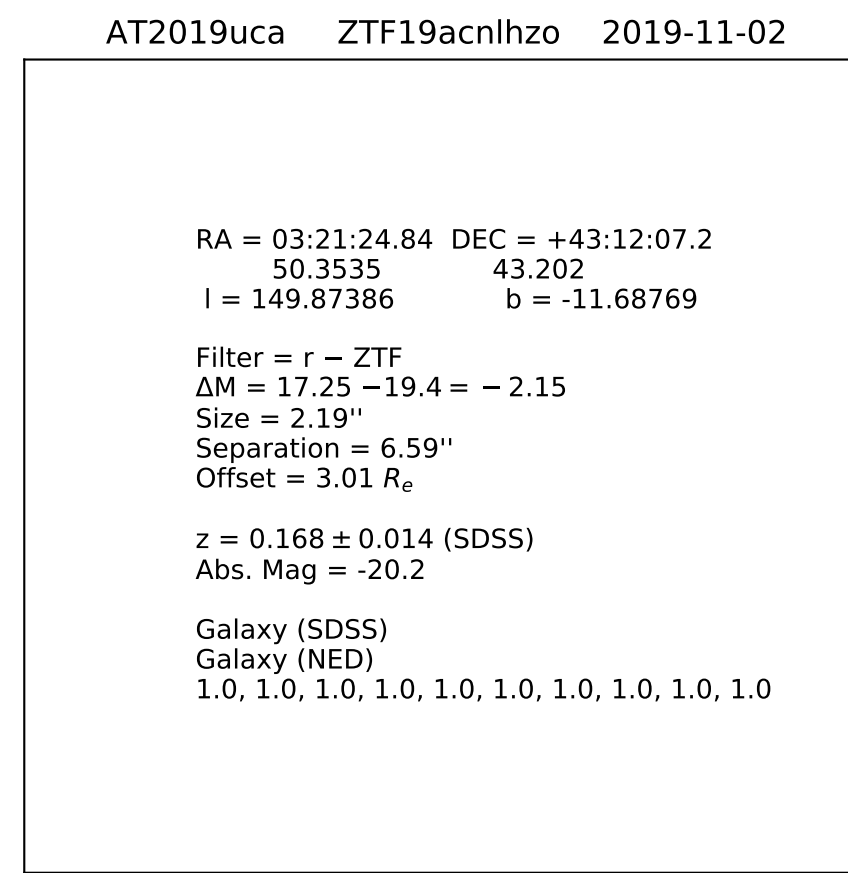 AT2019uca ZTF19acnlhzo 2019-11-02
RA = 03:21:24.84 DEC = +43:12:07.2
50.3535 43.202
l = 149.87386 b = -11.68769
Filter = r − ZTF
ΔM = 17.25 −19.4 = − 2.15
Size = 2.19''
Separation = 6.59''
Offset = 3.01 Rₑ
z = 0.168 ± 0.014 (SDSS)
Abs. Mag = -20.2
Galaxy (SDSS)
Galaxy (NED)
1.0, 1.0, 1.0, 1.0, 1.0, 1.0, 1.0, 1.0, 1.0, 1.0